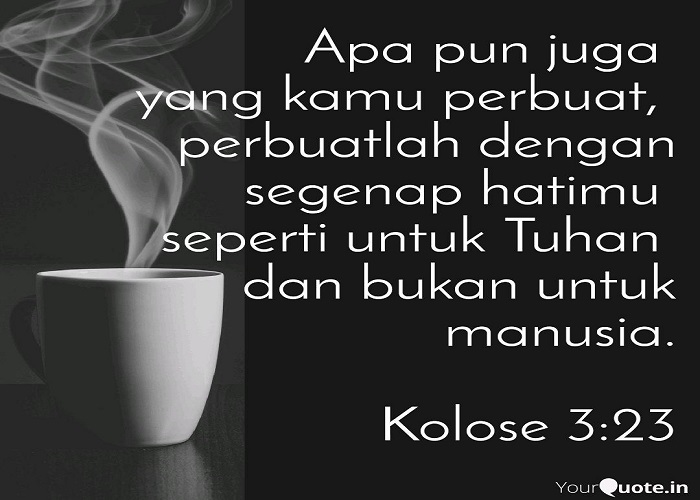 Apa pun juga
yang kamu perbuat,
perbuatlah dengan
segenap hatimu
seperti untuk Tuhan
dan bukan untuk
manusia.
Kolose 3:23
YourQuote.in